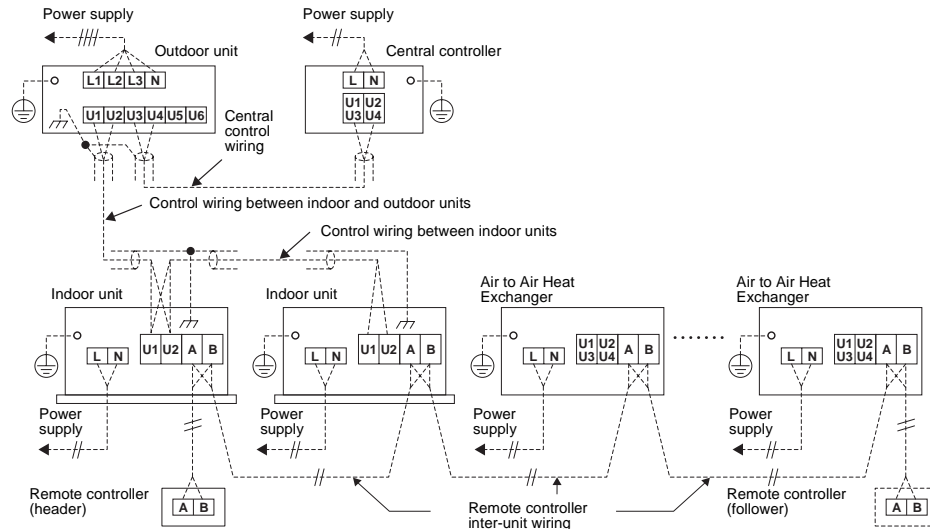 Power supply
Power supply
Outdoor unit
Central controller
L1 L2 L3 N
L N
U1 U2 U3 U4 U5 U6
U1 U2
U3 U4
Central
control
wiring
Control wiring between indoor and outdoor units
Control wiring between indoor units
Indoor unit
Indoor unit
Air to Air Heat
Exchanger
Air to Air Heat
Exchanger
L N
U1 U2 A B
L N
U1 U2 A B
L N
U1 U2
U3 U4
A B
L N
U1 U2
U3 U4
A B
Power
supply
Power
supply
Power
supply
Power
supply
Remote controller
(header)
A B
Remote controller
inter-unit wiring
Remote controller
(follower)
A B